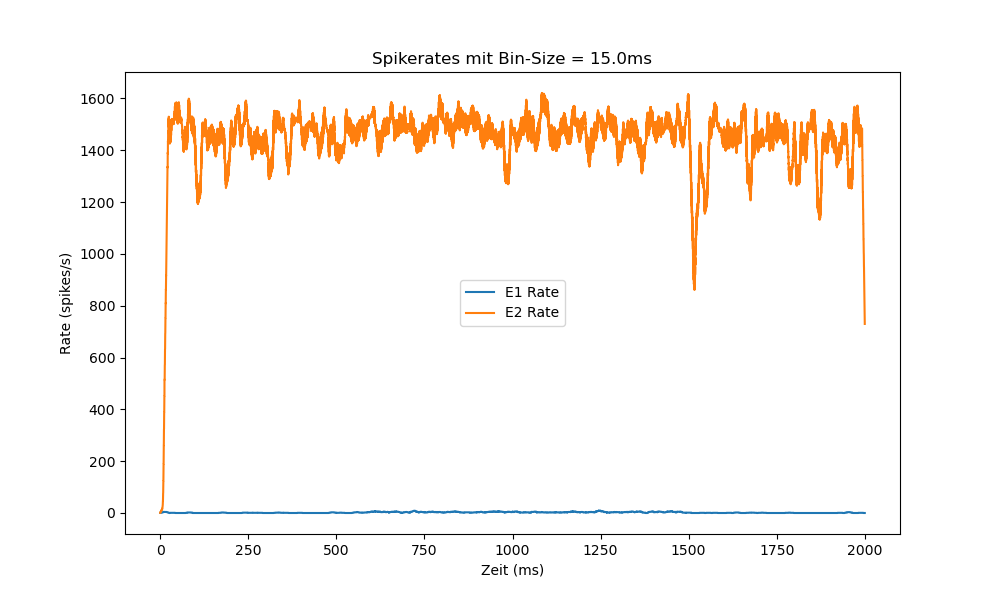 Spikerates mit Bin-Size = 15.0ms
1600
1400
1200
1000
800
600
400
200
0
Rate (spikes/s)
E1 Rate
E2 Rate
0 250 500 750 1000 1250 1500 1750 2000
Zeit (ms)